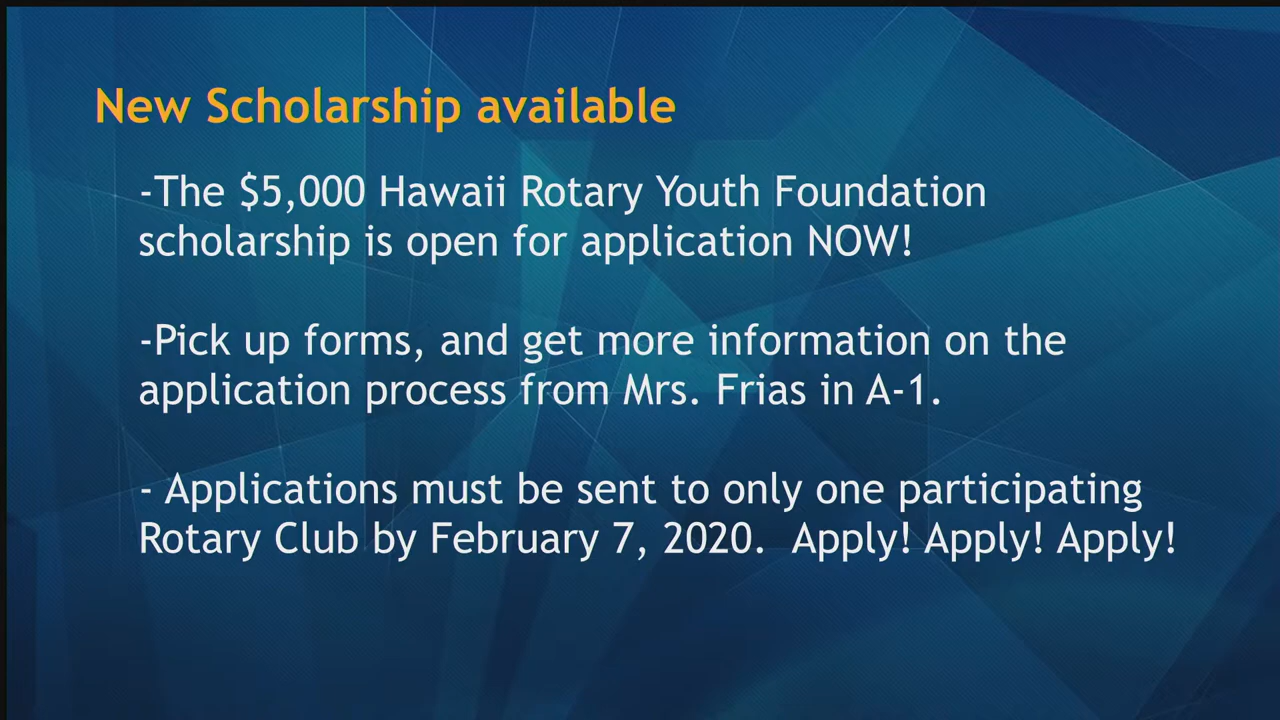 New Scholarship available
-The $5,000 Hawaii Rotary Youth Foundation
scholarship is open for application NOW!
-Pick up forms, and get more information on the
application process from Mrs. Frias in A-1.
- Applications must be sent to only one participating
Rotary Club by February 7, 2020.  Apply! Apply! Apply!